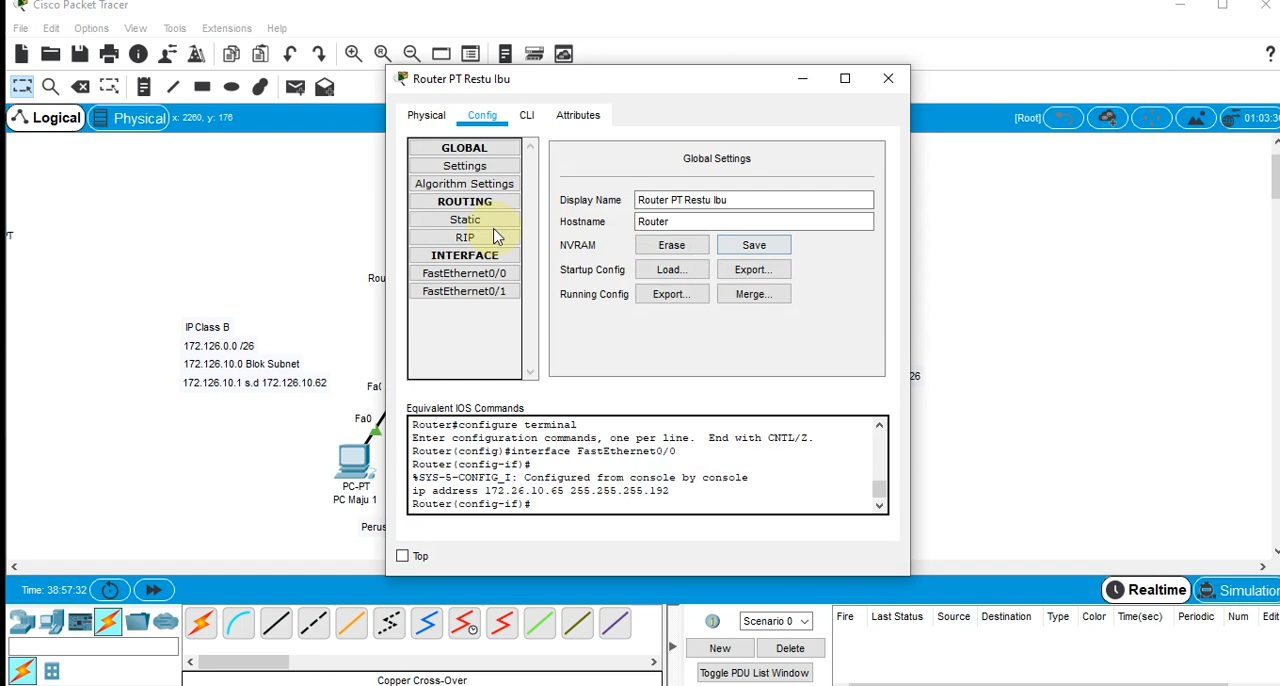 Cisco Packet Tracer
File Edit Options View Tools Extensions Help
?
Logical
Physical
x: 2260, y: 176
[Root]
01:03:30
Router PT Restu Ibu
Physical Config CLI Attributes
GLOBAL
Settings
Algorithm Settings
ROUTING
Static
RIP
INTERFACE
FastEthernet0/0
FastEthernet0/1
Global Settings
Display Name Router PT Restu Ibu
Hostname Router
NVRAM Erase Save
Startup Config Load... Export...
Running Config Export... Merge...
Equivalent IOS Commands
Router#configure terminal
Enter configuration commands, one per line. End with CNTL/Z.
Router(config)#interface FastEthernet0/0
Router(config-if)#
%SYS-5-CONFIG_I: Configured from console by console
ip address 172.26.10.65 255.255.255.192
Router(config-if)#
Top
PT
Rou
IP Class B
172.126.0.0 /26
172.126.10.0 Blok Subnet
172.126.10.1 s.d 172.126.10.62
Fa0
Fa0
PC-PT
PC Maju 1
Perus
26
Time: 38:57:32
Realtime
Simulation
Scenario 0
New Delete
Toggle PDU List Window
Fire Last Status Source Destination Type Color Time(sec) Periodic Num Edit
Copper Cross-Over